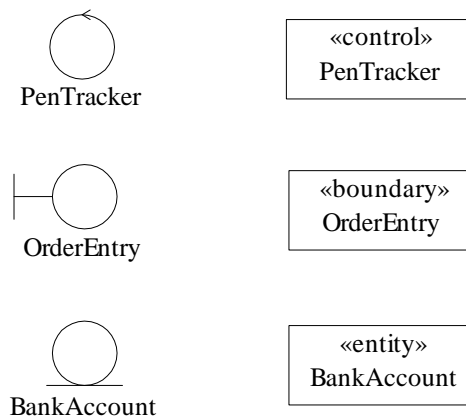 PenTracker
«control»
PenTracker
OrderEntry
«boundary»
OrderEntry
BankAccount
«entity»
BankAccount